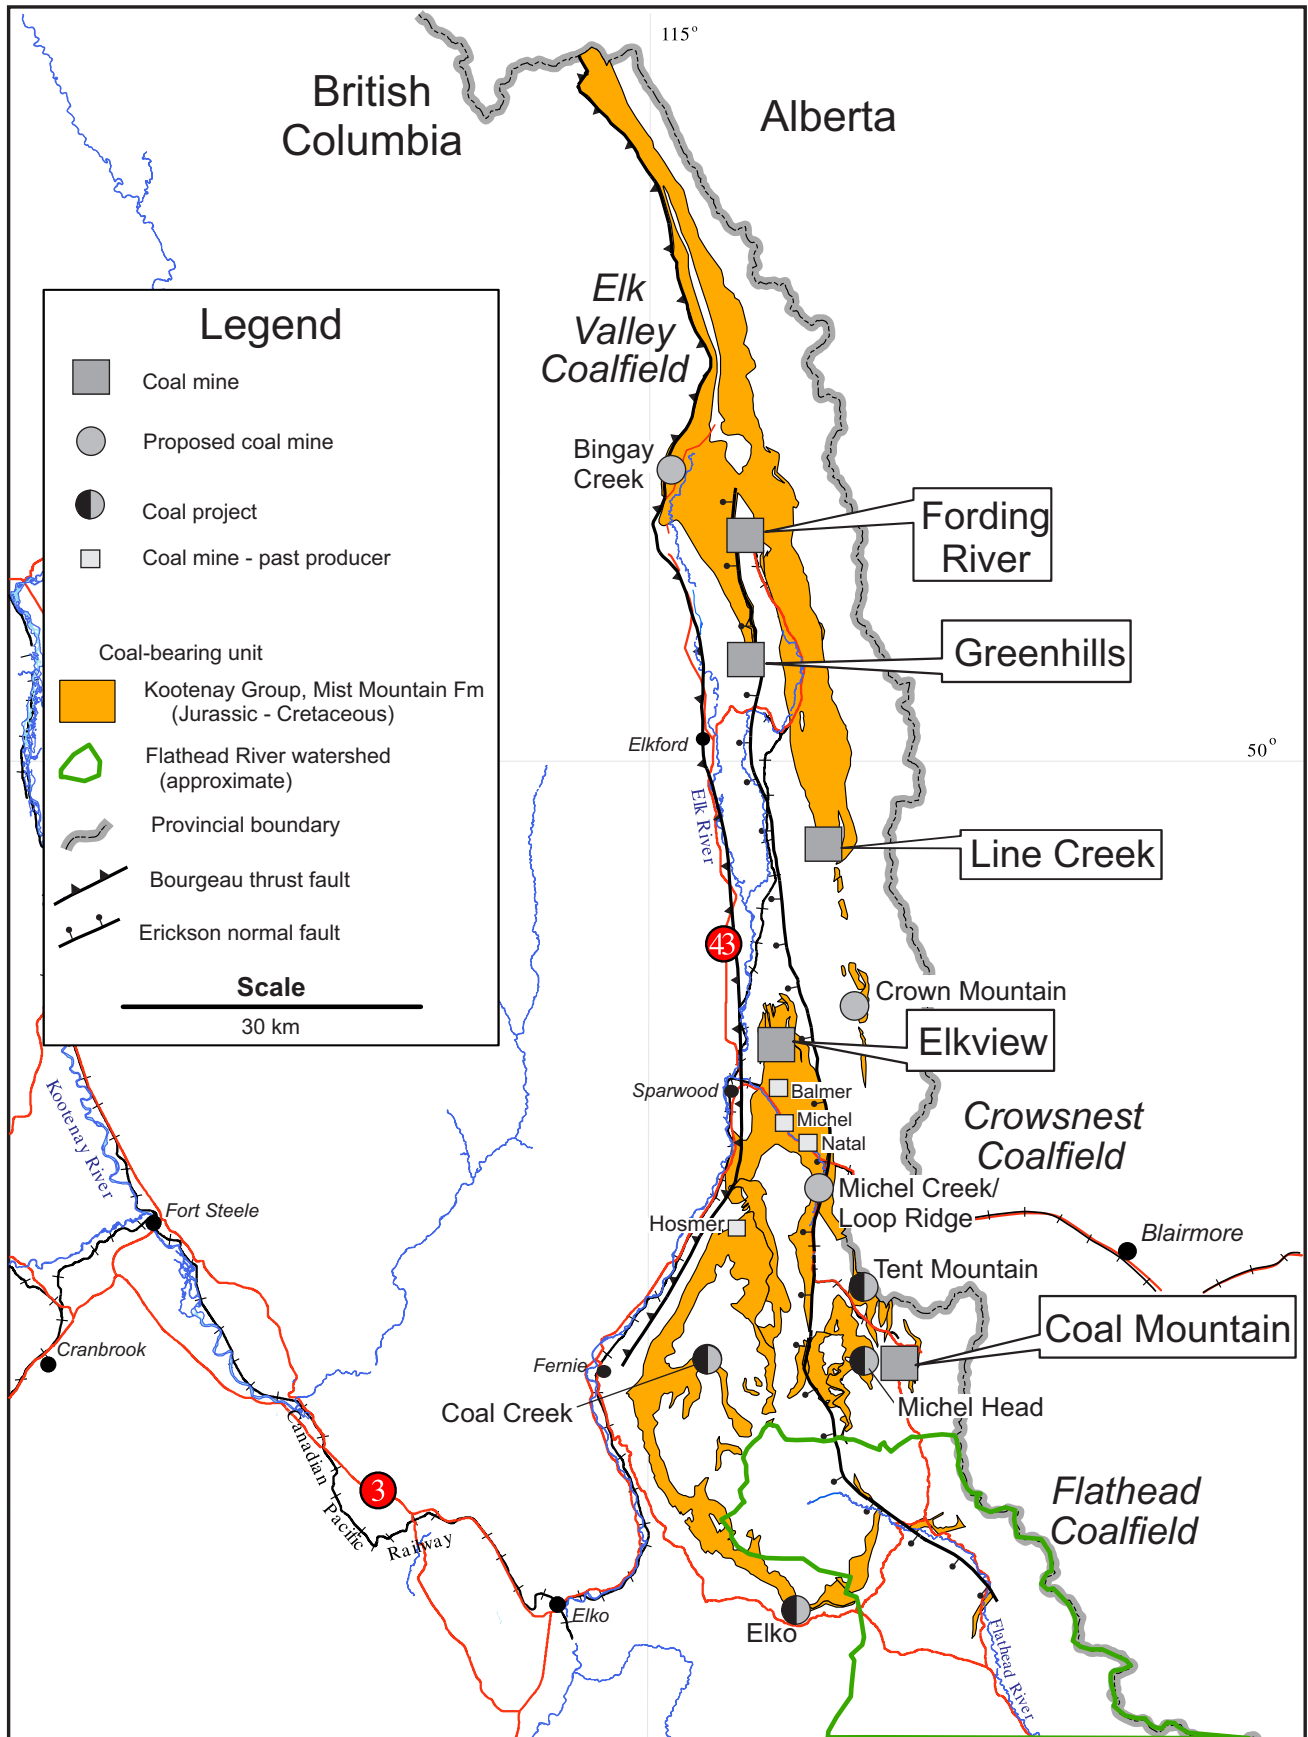 115°
British
Columbia
Alberta
Elk
Valley
Coalfield
Legend
Coal mine
Proposed coal mine
Coal project
Coal mine - past producer
Coal-bearing unit
Kootenay Group, Mist Mountain Fm
(Jurassic - Cretaceous)
Flathead River watershed
(approximate)
Provincial boundary
Bourgeau thrust fault
Erickson normal fault
Scale
30 km
Bingay
Creek
Fording
River
Greenhills
Elkford
50°
Elk River
Line Creek
43
Crown Mountain
Elkview
Sparwood
Balmer
Michel
Natal
Crowsnest
Coalfield
Kootenay River
Fort Steele
Michel Creek/
Loop Ridge
Hosmer
Blairmore
Tent Mountain
Coal Mountain
Cranbrook
Fernie
Coal Creek
Michel Head
Canadian
Pacific
Railway
3
Flathead
Coalfield
Elko
Elko
Flathead River